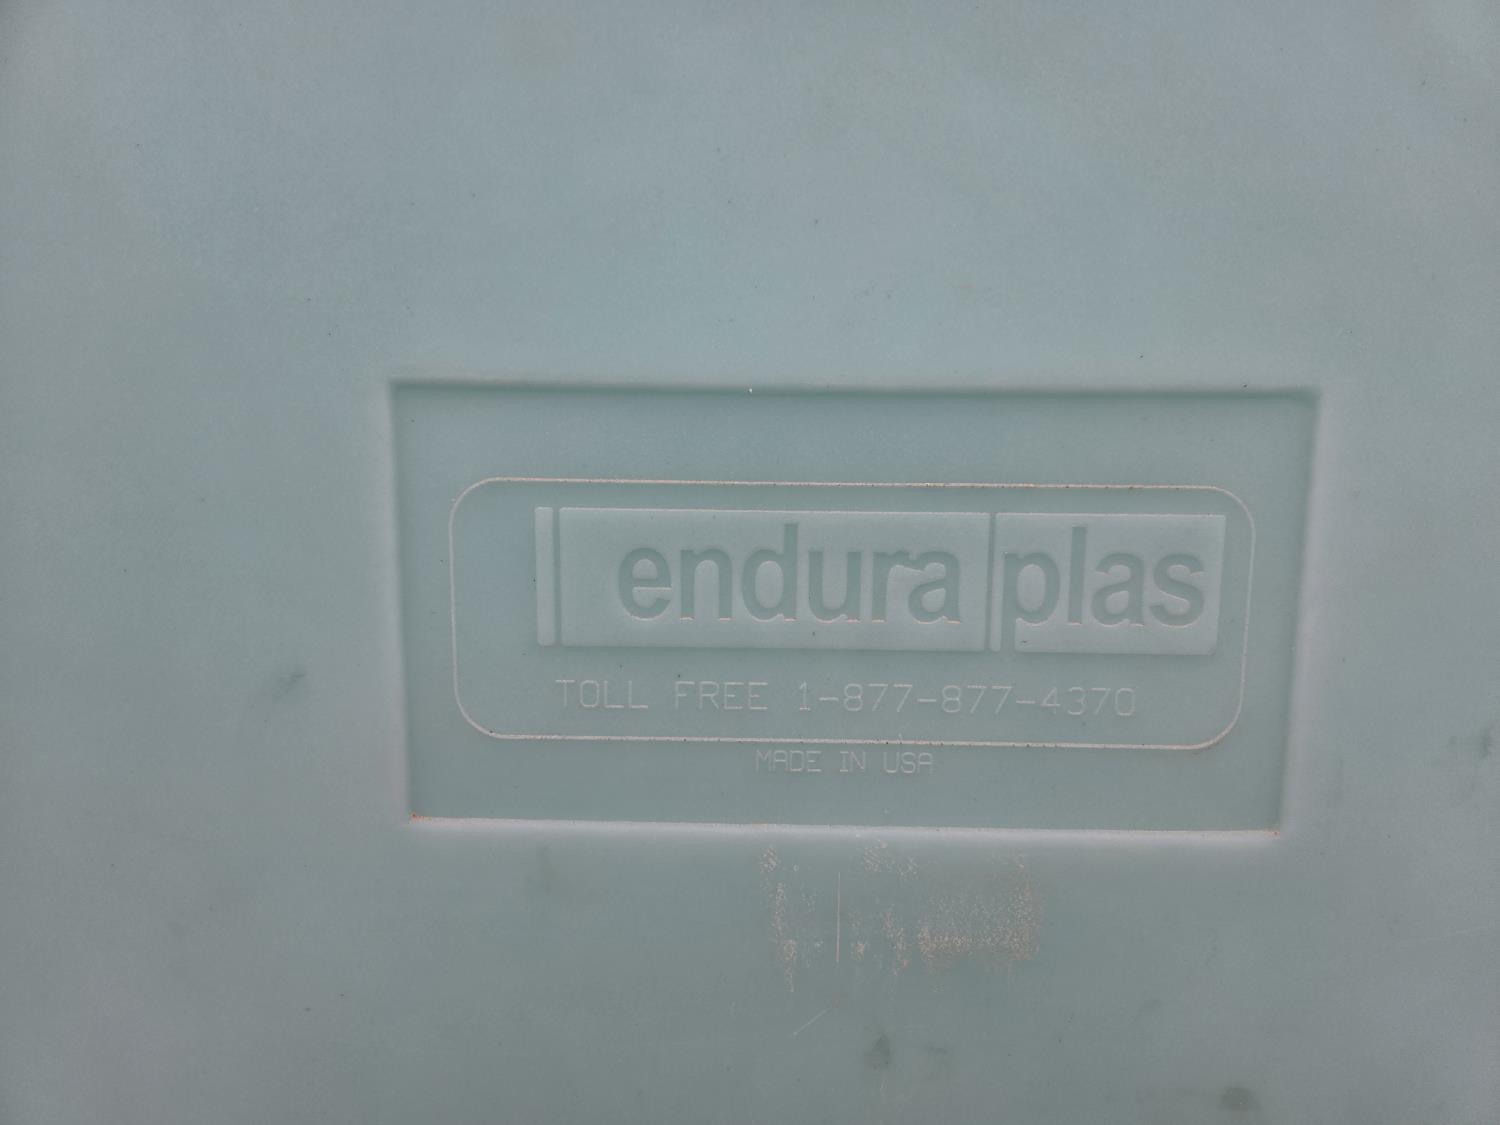 endura plas
TOLL FREE 1-877-877-4370
MADE IN USA